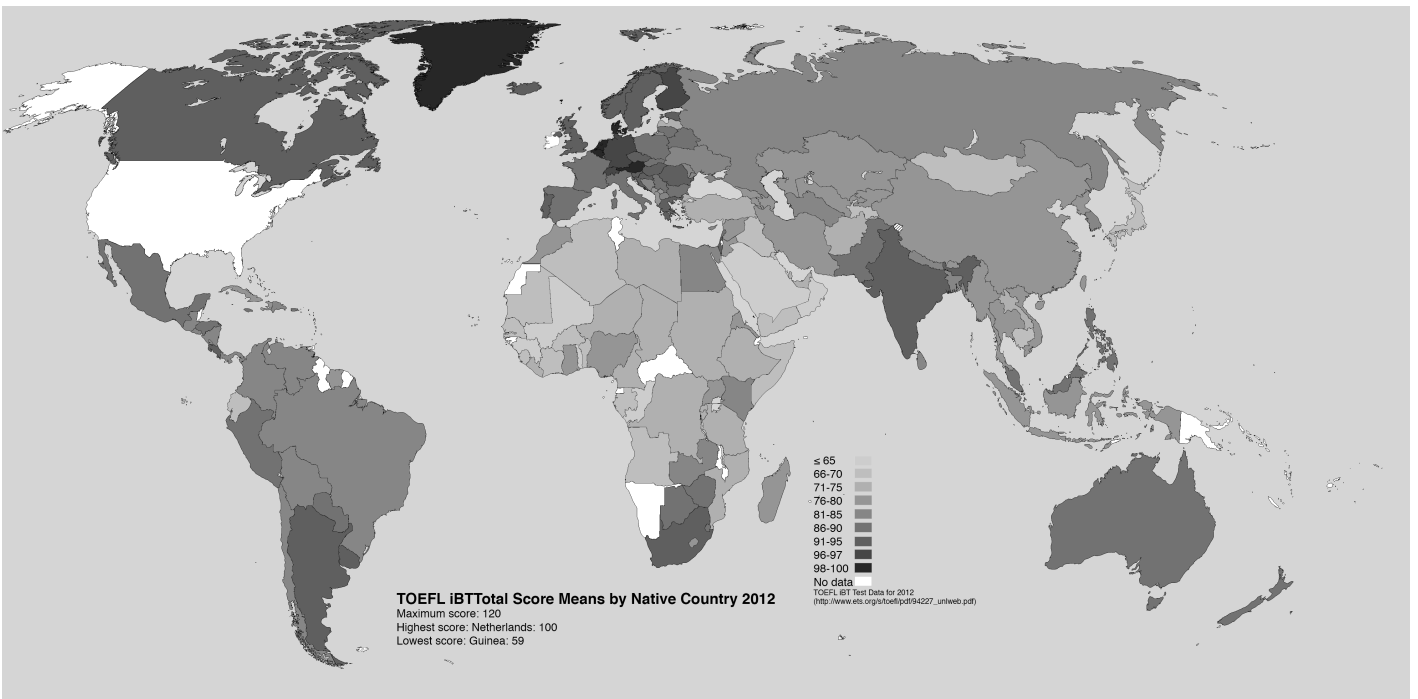 ≤ 65
66-70
71-75
76-80
81-85
86-90
91-95
96-97
98-100
No data
TOEFL iBT Test Data for 2012
(http://www.ets.org/s/toefl/pdf/94227_unlweb.pdf)
TOEFL iBTTotal Score Means by Native Country 2012
Maximum score: 120
Highest score: Netherlands: 100
Lowest score: Guinea: 59